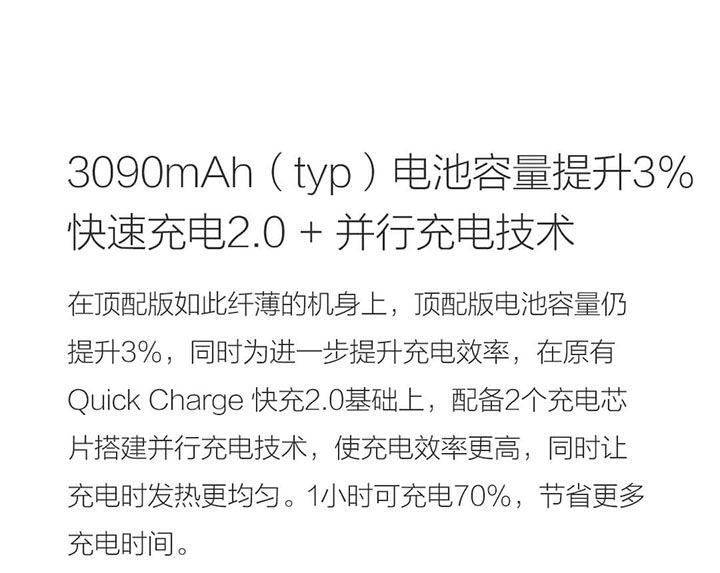 3090mAh（typ）电池容量提升3%
快速充电2.0 + 并行充电技术
在顶配版如此纤薄的机身上，顶配版电池容量仍
提升3%，同时为进一步提升充电效率，在原有
Quick Charge 快充2.0基础上，配备2个充电芯
片搭建并行充电技术，使充电效率更高，同时让
充电时发热更均匀。1小时可充电70%，节省更多
充电时间。